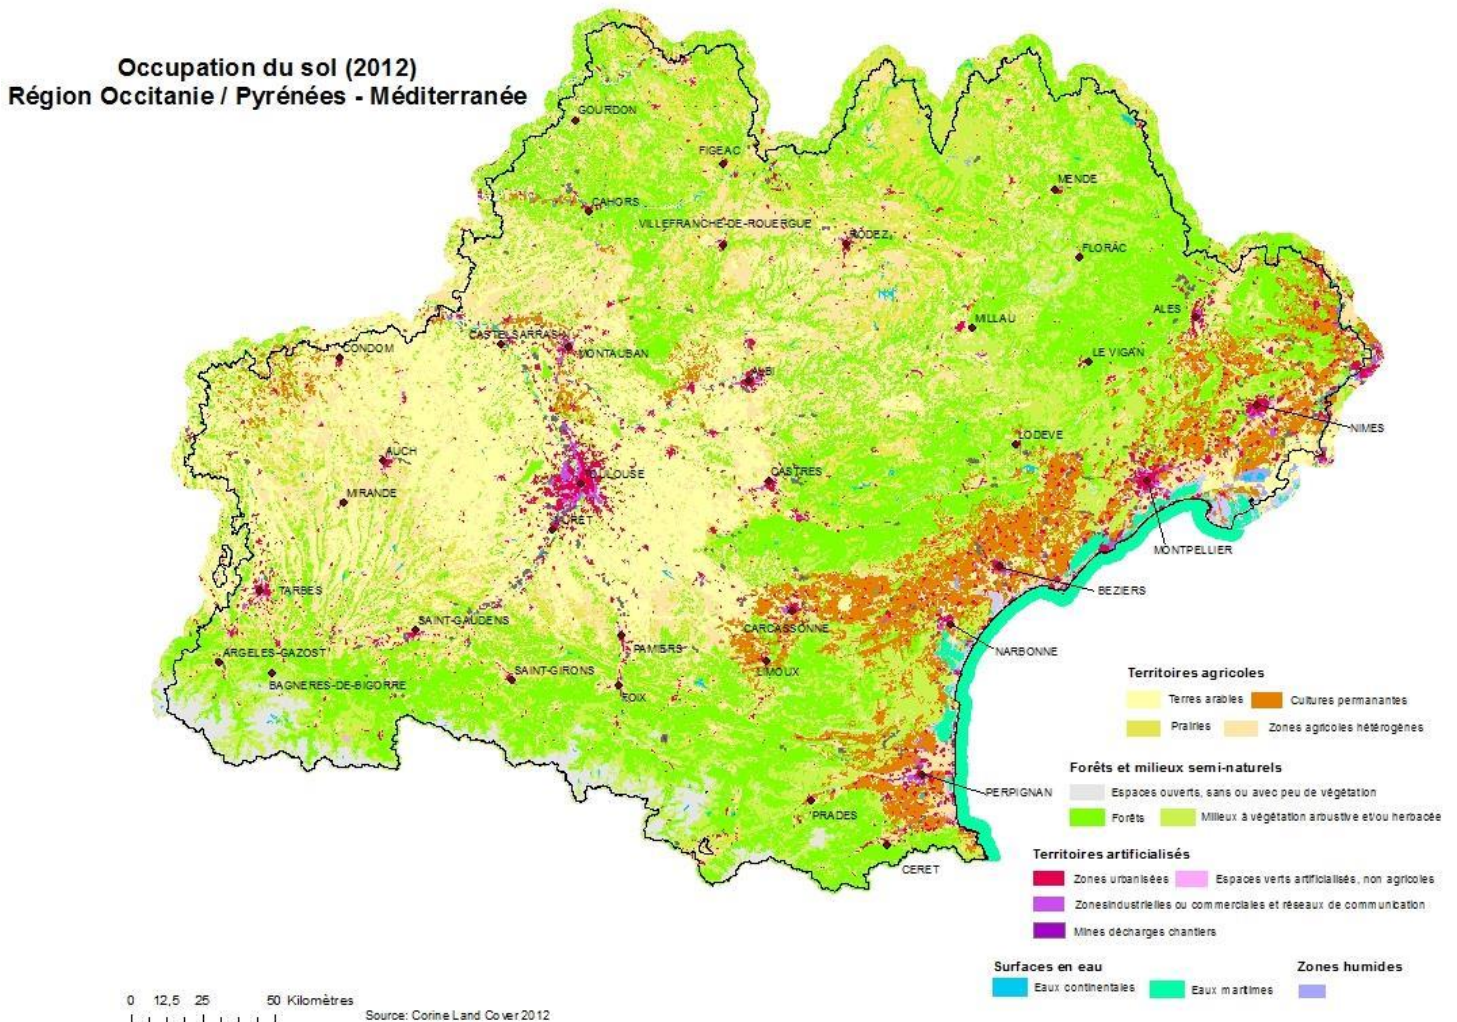 Occupation du sol (2012)
Région Occitanie / Pyrénées - Méditerranée
GOURDON
FIGEAC
MENDE
CAHORS
VILLEFRANCHE-DE-ROUERGUE
RODEZ
FLORAC
ALES
MILLAU
CASTELSARRASIN
CONDOM
MONTAUBAN
LE VIGAN
ALBI
NIMES
LODEVE
AUCH
TOULOUSE
CASTRES
MIRANDE
MURET
MONTPELLIER
TARBES
BEZIERS
SAINT-GAUDENS
CARCASSONNE
ARGELES-GAZOST
PAMIERS
NARBONNE
SAINT-GIRONS
LIMOUX
BAGNERES-DE-BIGORRE
FOIX
PERPIGNAN
PRADES
CERET
Territoires agricoles
Terres arables Cultures permanantes
Prairies Zones agricoles hétérogènes
Forêts et milieux semi-naturels
Espaces ouverts, sans ou avec peu de végétation
Forêts Milieux à végétation arbustive et/ou herbacée
Territoires artificialisés
Zones urbanisées Espaces verts artificialisés, non agricoles
Zonesindustrielles ou commerciales et réseaux de communication
Mines décharges chantiers
Surfaces en eau Zones humides
Eaux continentales Eaux maritimes
0 12,5 25 50 Kilomètres
Source: Corine Land Cover 2012